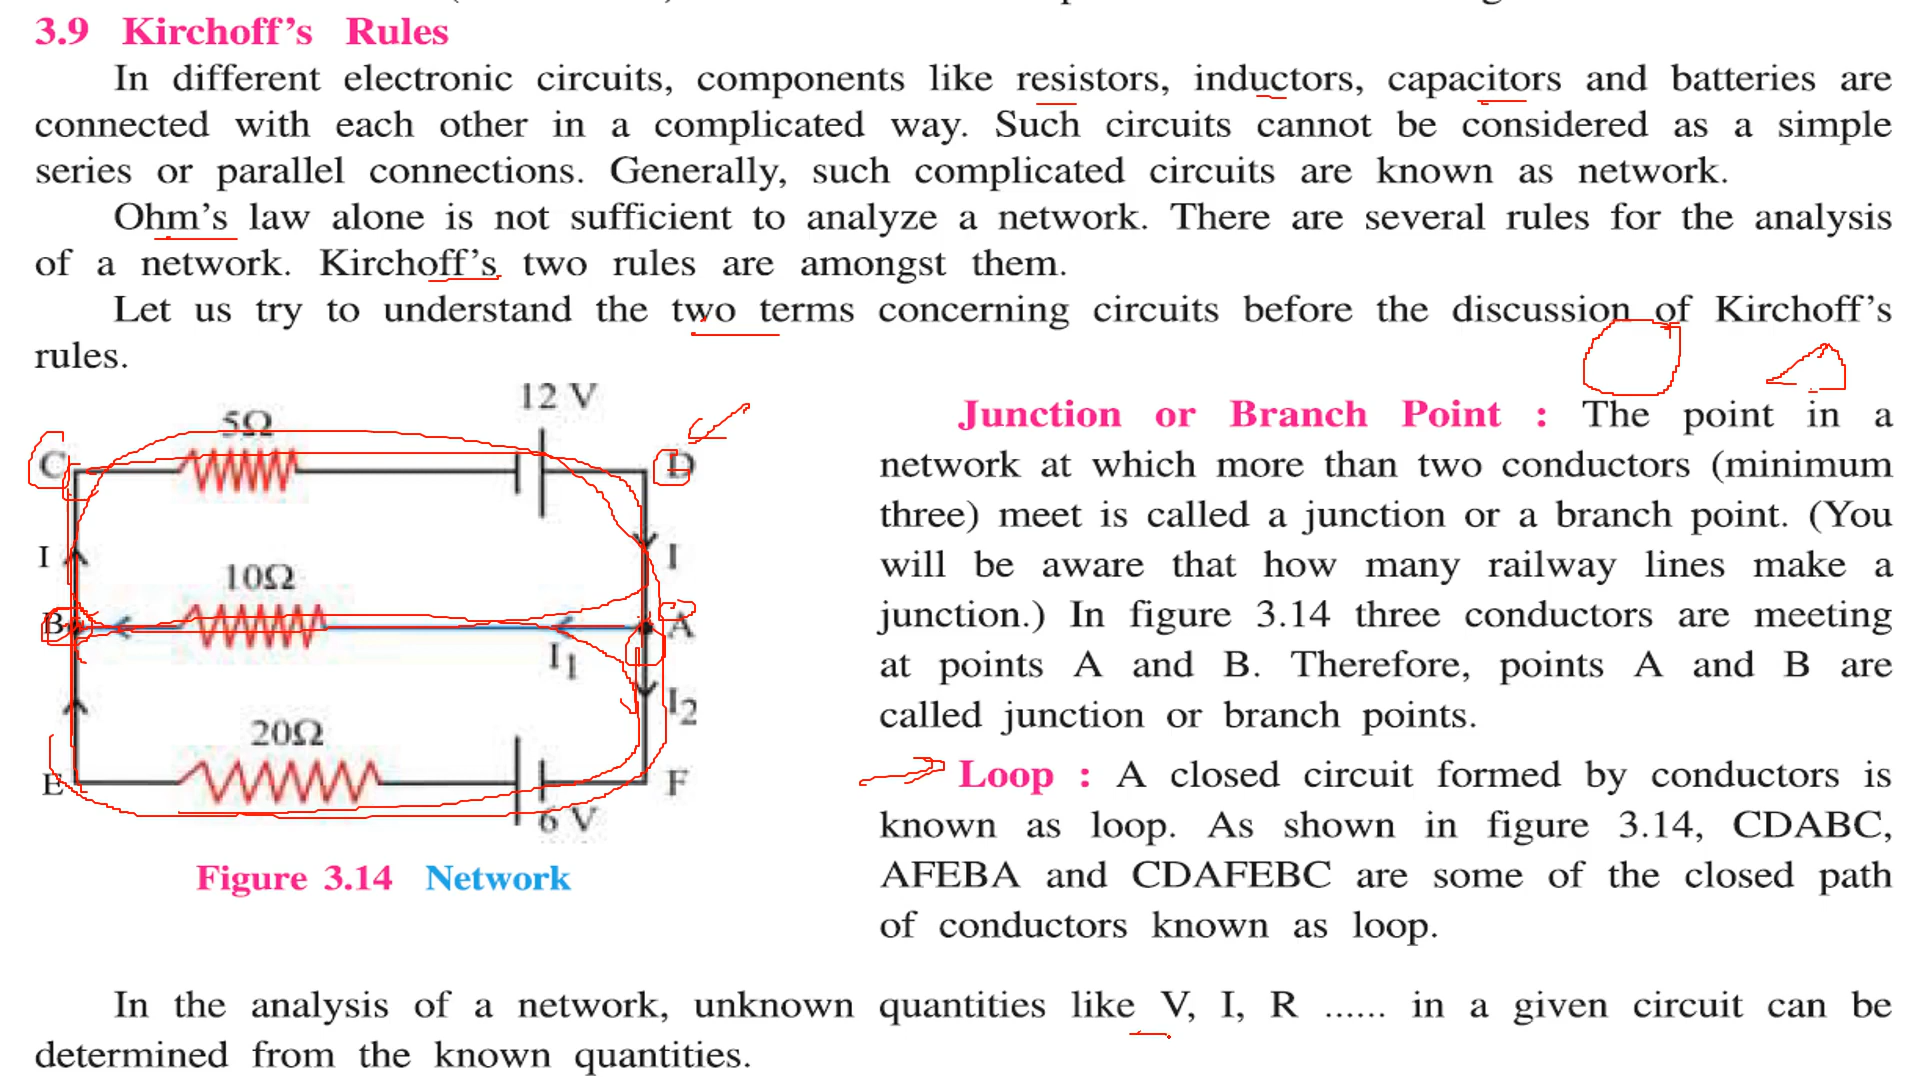 3.9 Kirchoff's Rules
In different electronic circuits, components like resistors, inductors, capacitors and batteries are
connected with each other in a complicated way. Such circuits cannot be considered as a simple
series or parallel connections. Generally, such complicated circuits are known as network.
Ohm's law alone is not sufficient to analyze a network. There are several rules for the analysis
of a network. Kirchoff's two rules are amongst them.
Let us try to understand the two terms concerning circuits before the discussion of Kirchoff's
rules.
12 V
5Ω
C
D
I
I
10Ω
B
A
I1
I2
20Ω
E
F
6 V
Figure 3.14 Network
Junction or Branch Point : The point in a
network at which more than two conductors (minimum
three) meet is called a junction or a branch point. (You
will be aware that how many railway lines make a
junction.) In figure 3.14 three conductors are meeting
at points A and B. Therefore, points A and B are
called junction or branch points.
Loop : A closed circuit formed by conductors is
known as loop. As shown in figure 3.14, CDABC,
AFEBA and CDAFEBC are some of the closed path
of conductors known as loop.
In the analysis of a network, unknown quantities like V, I, R ...... in a given circuit can be
determined from the known quantities.